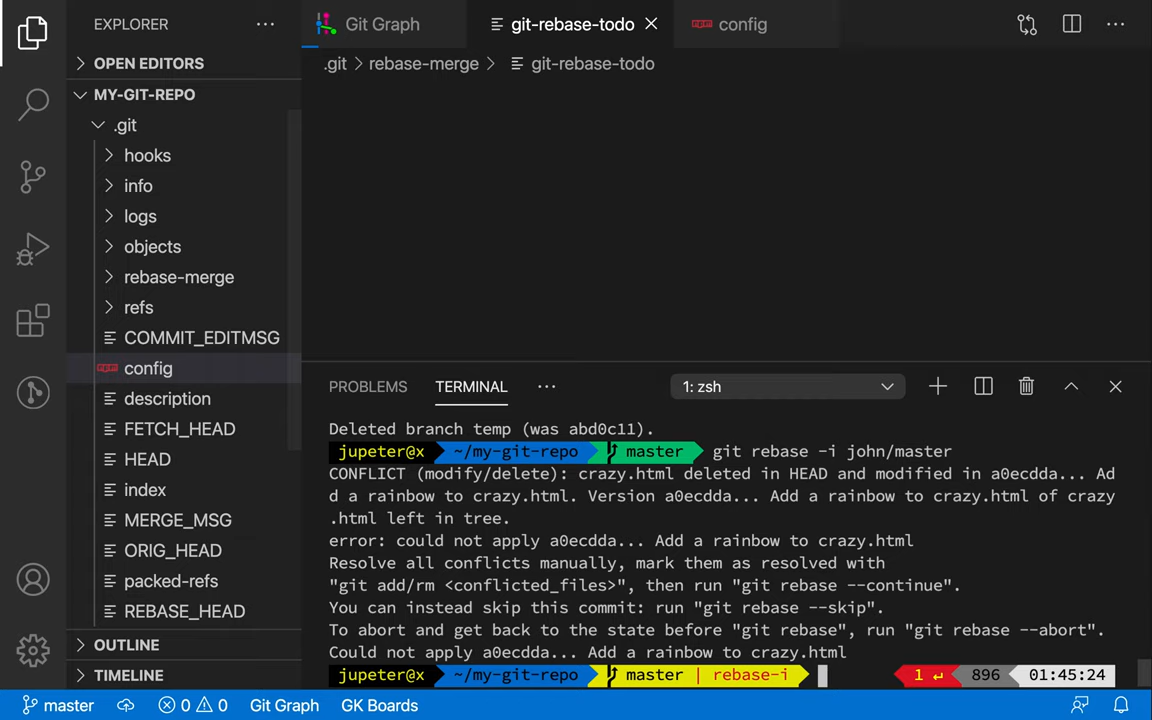 EXPLORER
Git Graph
git-rebase-todo
config
OPEN EDITORS
.git > rebase-merge > git-rebase-todo
MY-GIT-REPO
.git
hooks
info
logs
objects
rebase-merge
refs
COMMIT_EDITMSG
config
description
FETCH_HEAD
HEAD
index
MERGE_MSG
ORIG_HEAD
packed-refs
REBASE_HEAD
OUTLINE
TIMELINE
PROBLEMS TERMINAL ··· 1: zsh
Deleted branch temp (was abd0c11).
jupeter@x ~/my-git-repo master git rebase -i john/master
CONFLICT (modify/delete): crazy.html deleted in HEAD and modified in a0ecdda... Ad
d a rainbow to crazy.html. Version a0ecdda... Add a rainbow to crazy.html of crazy
.html left in tree.
error: could not apply a0ecdda... Add a rainbow to crazy.html
Resolve all conflicts manually, mark them as resolved with
"git add/rm <conflicted_files>", then run "git rebase --continue".
You can instead skip this commit: run "git rebase --skip".
To abort and get back to the state before "git rebase", run "git rebase --abort".
Could not apply a0ecdda... Add a rainbow to crazy.html
jupeter@x ~/my-git-repo master | rebase-i 1 ↵ 896 01:45:24
master 0 0 Git Graph GK Boards